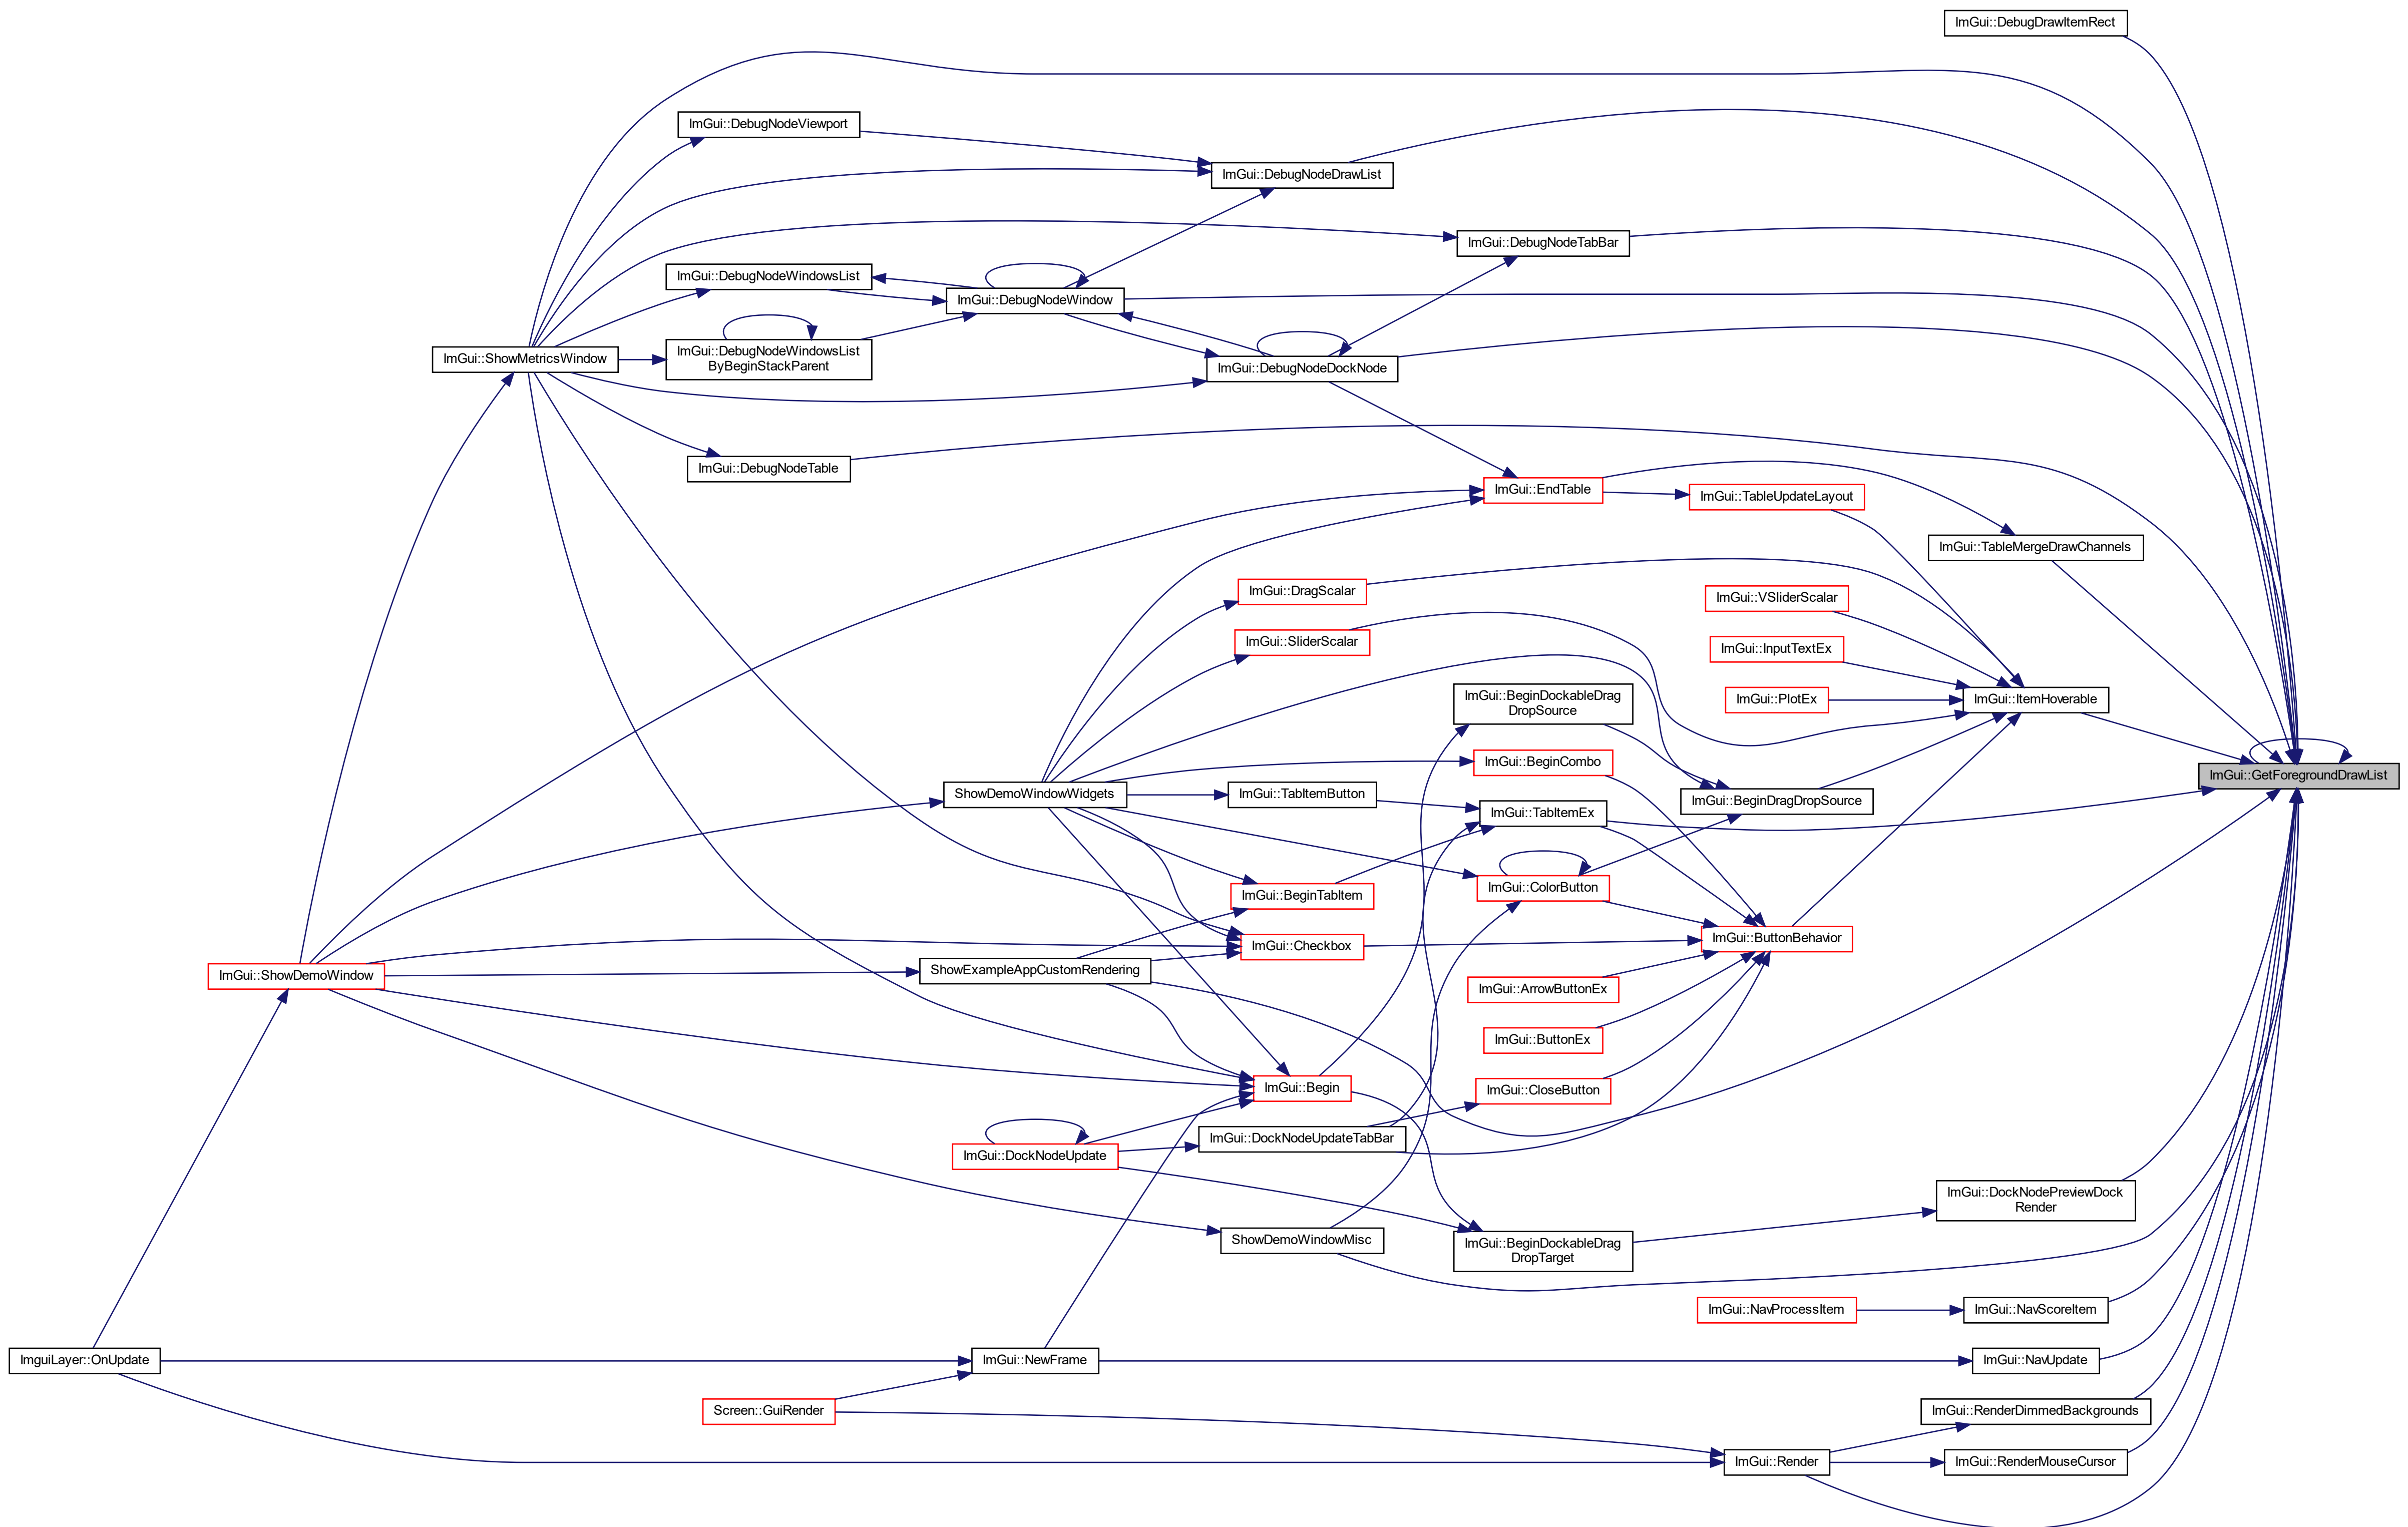 ImGui::DebugDrawItemRect
ImGui::DebugNodeViewport
ImGui::DebugNodeDrawList
ImGui::DebugNodeTabBar
ImGui::DebugNodeWindowsList
ImGui::DebugNodeWindow
ImGui::ShowMetricsWindow
ImGui::DebugNodeWindowsList
ByBeginStackParent
ImGui::DebugNodeDockNode
ImGui::DebugNodeTable
ImGui::EndTable
ImGui::TableUpdateLayout
ImGui::TableMergeDrawChannels
ImGui::DragScalar
ImGui::VSliderScalar
ImGui::SliderScalar
ImGui::InputTextEx
ImGui::BeginDockableDrag
DropSource
ImGui::PlotEx
ImGui::ItemHoverable
ImGui::BeginCombo
ImGui::GetForegroundDrawList
ShowDemoWindowWidgets
ImGui::TabItemButton
ImGui::BeginDragDropSource
ImGui::TabItemEx
ImGui::ColorButton
ImGui::BeginTabItem
ImGui::Checkbox
ImGui::ButtonBehavior
ImGui::ShowDemoWindow
ShowExampleAppCustomRendering
ImGui::ArrowButtonEx
ImGui::ButtonEx
ImGui::Begin
ImGui::CloseButton
ImGui::DockNodeUpdate
ImGui::DockNodeUpdateTabBar
ImGui::DockNodePreviewDock
Render
ShowDemoWindowMisc
ImGui::BeginDockableDrag
DropTarget
ImGui::NavProcessItem
ImGui::NavScoreItem
ImguiLayer::OnUpdate
ImGui::NewFrame
ImGui::NavUpdate
Screen::GuiRender
ImGui::RenderDimmedBackgrounds
ImGui::Render
ImGui::RenderMouseCursor